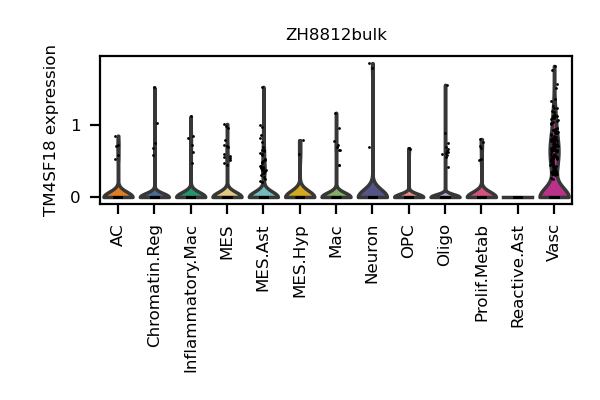 ZH8812bulk
TM4SF18 expression
1
0
AC
Chromatin.Reg
Inflammatory.Mac
MES
MES.Ast
MES.Hyp
Mac
Neuron
OPC
Oligo
Prolif.Metab
Reactive.Ast
Vasc